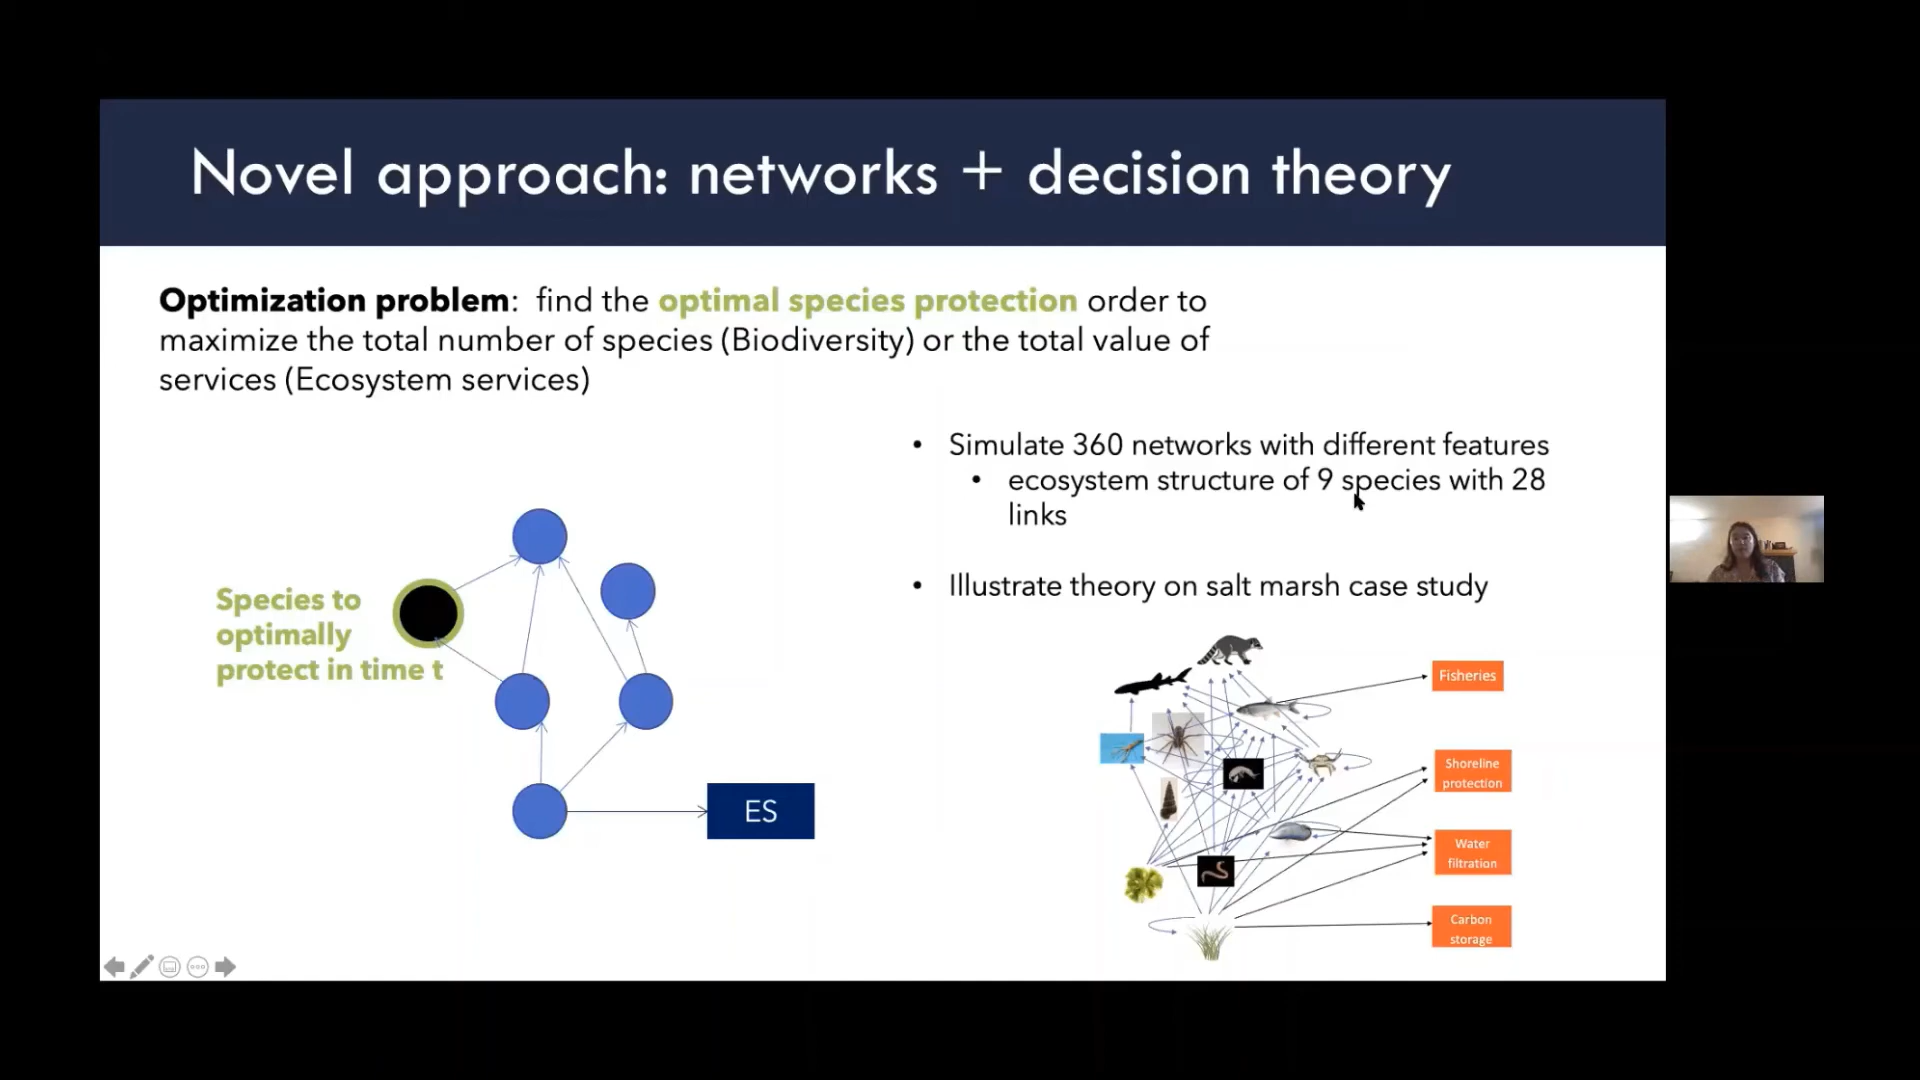 Novel approach: networks + decision theory
Optimization problem: find the optimal species protection order to
maximize the total number of species (Biodiversity) or the total value of
services (Ecosystem services)
• Simulate 360 networks with different features
• ecosystem structure of 9 species with 28
links
• Illustrate theory on salt marsh case study
Species to
optimally
protect in time t
ES
Fisheries
Shoreline
protection
Water
filtration
Carbon
storage